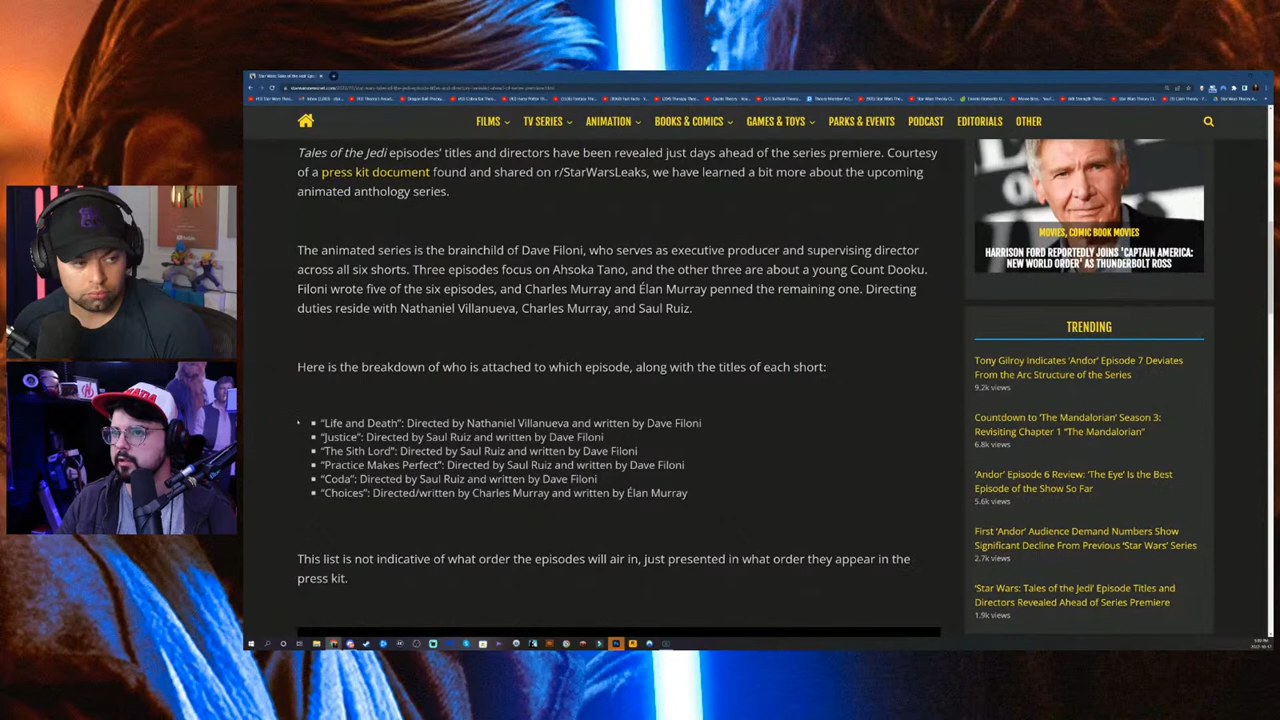 FILMS TV SERIES ANIMATION BOOKS & COMICS GAMES & TOYS PARKS & EVENTS PODCAST EDITORIALS OTHER
Tales of the Jedi episodes' titles and directors have been revealed just days ahead of the series premiere. Courtesy
of a press kit document found and shared on r/StarWarsLeaks, we have learned a bit more about the upcoming
animated anthology series.
The animated series is the brainchild of Dave Filoni, who serves as executive producer and supervising director
across all six shorts. Three episodes focus on Ahsoka Tano, and the other three are about a young Count Dooku.
Filoni wrote five of the six episodes, and Charles Murray and Élan Murray penned the remaining one. Directing
duties reside with Nathaniel Villanueva, Charles Murray, and Saul Ruiz.
Here is the breakdown of who is attached to which episode, along with the titles of each short:
"Life and Death": Directed by Nathaniel Villanueva and written by Dave Filoni
"Justice": Directed by Saul Ruiz and written by Dave Filoni
"The Sith Lord": Directed by Saul Ruiz and written by Dave Filoni
"Practice Makes Perfect": Directed by Saul Ruiz and written by Dave Filoni
"Coda": Directed by Saul Ruiz and written by Dave Filoni
"Choices": Directed/written by Charles Murray and written by Élan Murray
This list is not indicative of what order the episodes will air in, just presented in what order they appear in the
press kit.
MOVIES, COMIC BOOK MOVIES
HARRISON FORD REPORTEDLY JOINS 'CAPTAIN AMERICA:
NEW WORLD ORDER' AS THUNDERBOLT ROSS
TRENDING
Tony Gilroy Indicates 'Andor' Episode 7 Deviates
From the Arc Structure of the Series
9.2k views
Countdown to 'The Mandalorian' Season 3:
Revisiting Chapter 1 "The Mandalorian"
6.8k views
'Andor' Episode 6 Review: 'The Eye' Is the Best
Episode of the Show So Far
5.6k views
First 'Andor' Audience Demand Numbers Show
Significant Decline From Previous 'Star Wars' Series
2.7k views
'Star Wars: Tales of the Jedi' Episode Titles and
Directors Revealed Ahead of Series Premiere
1.9k views